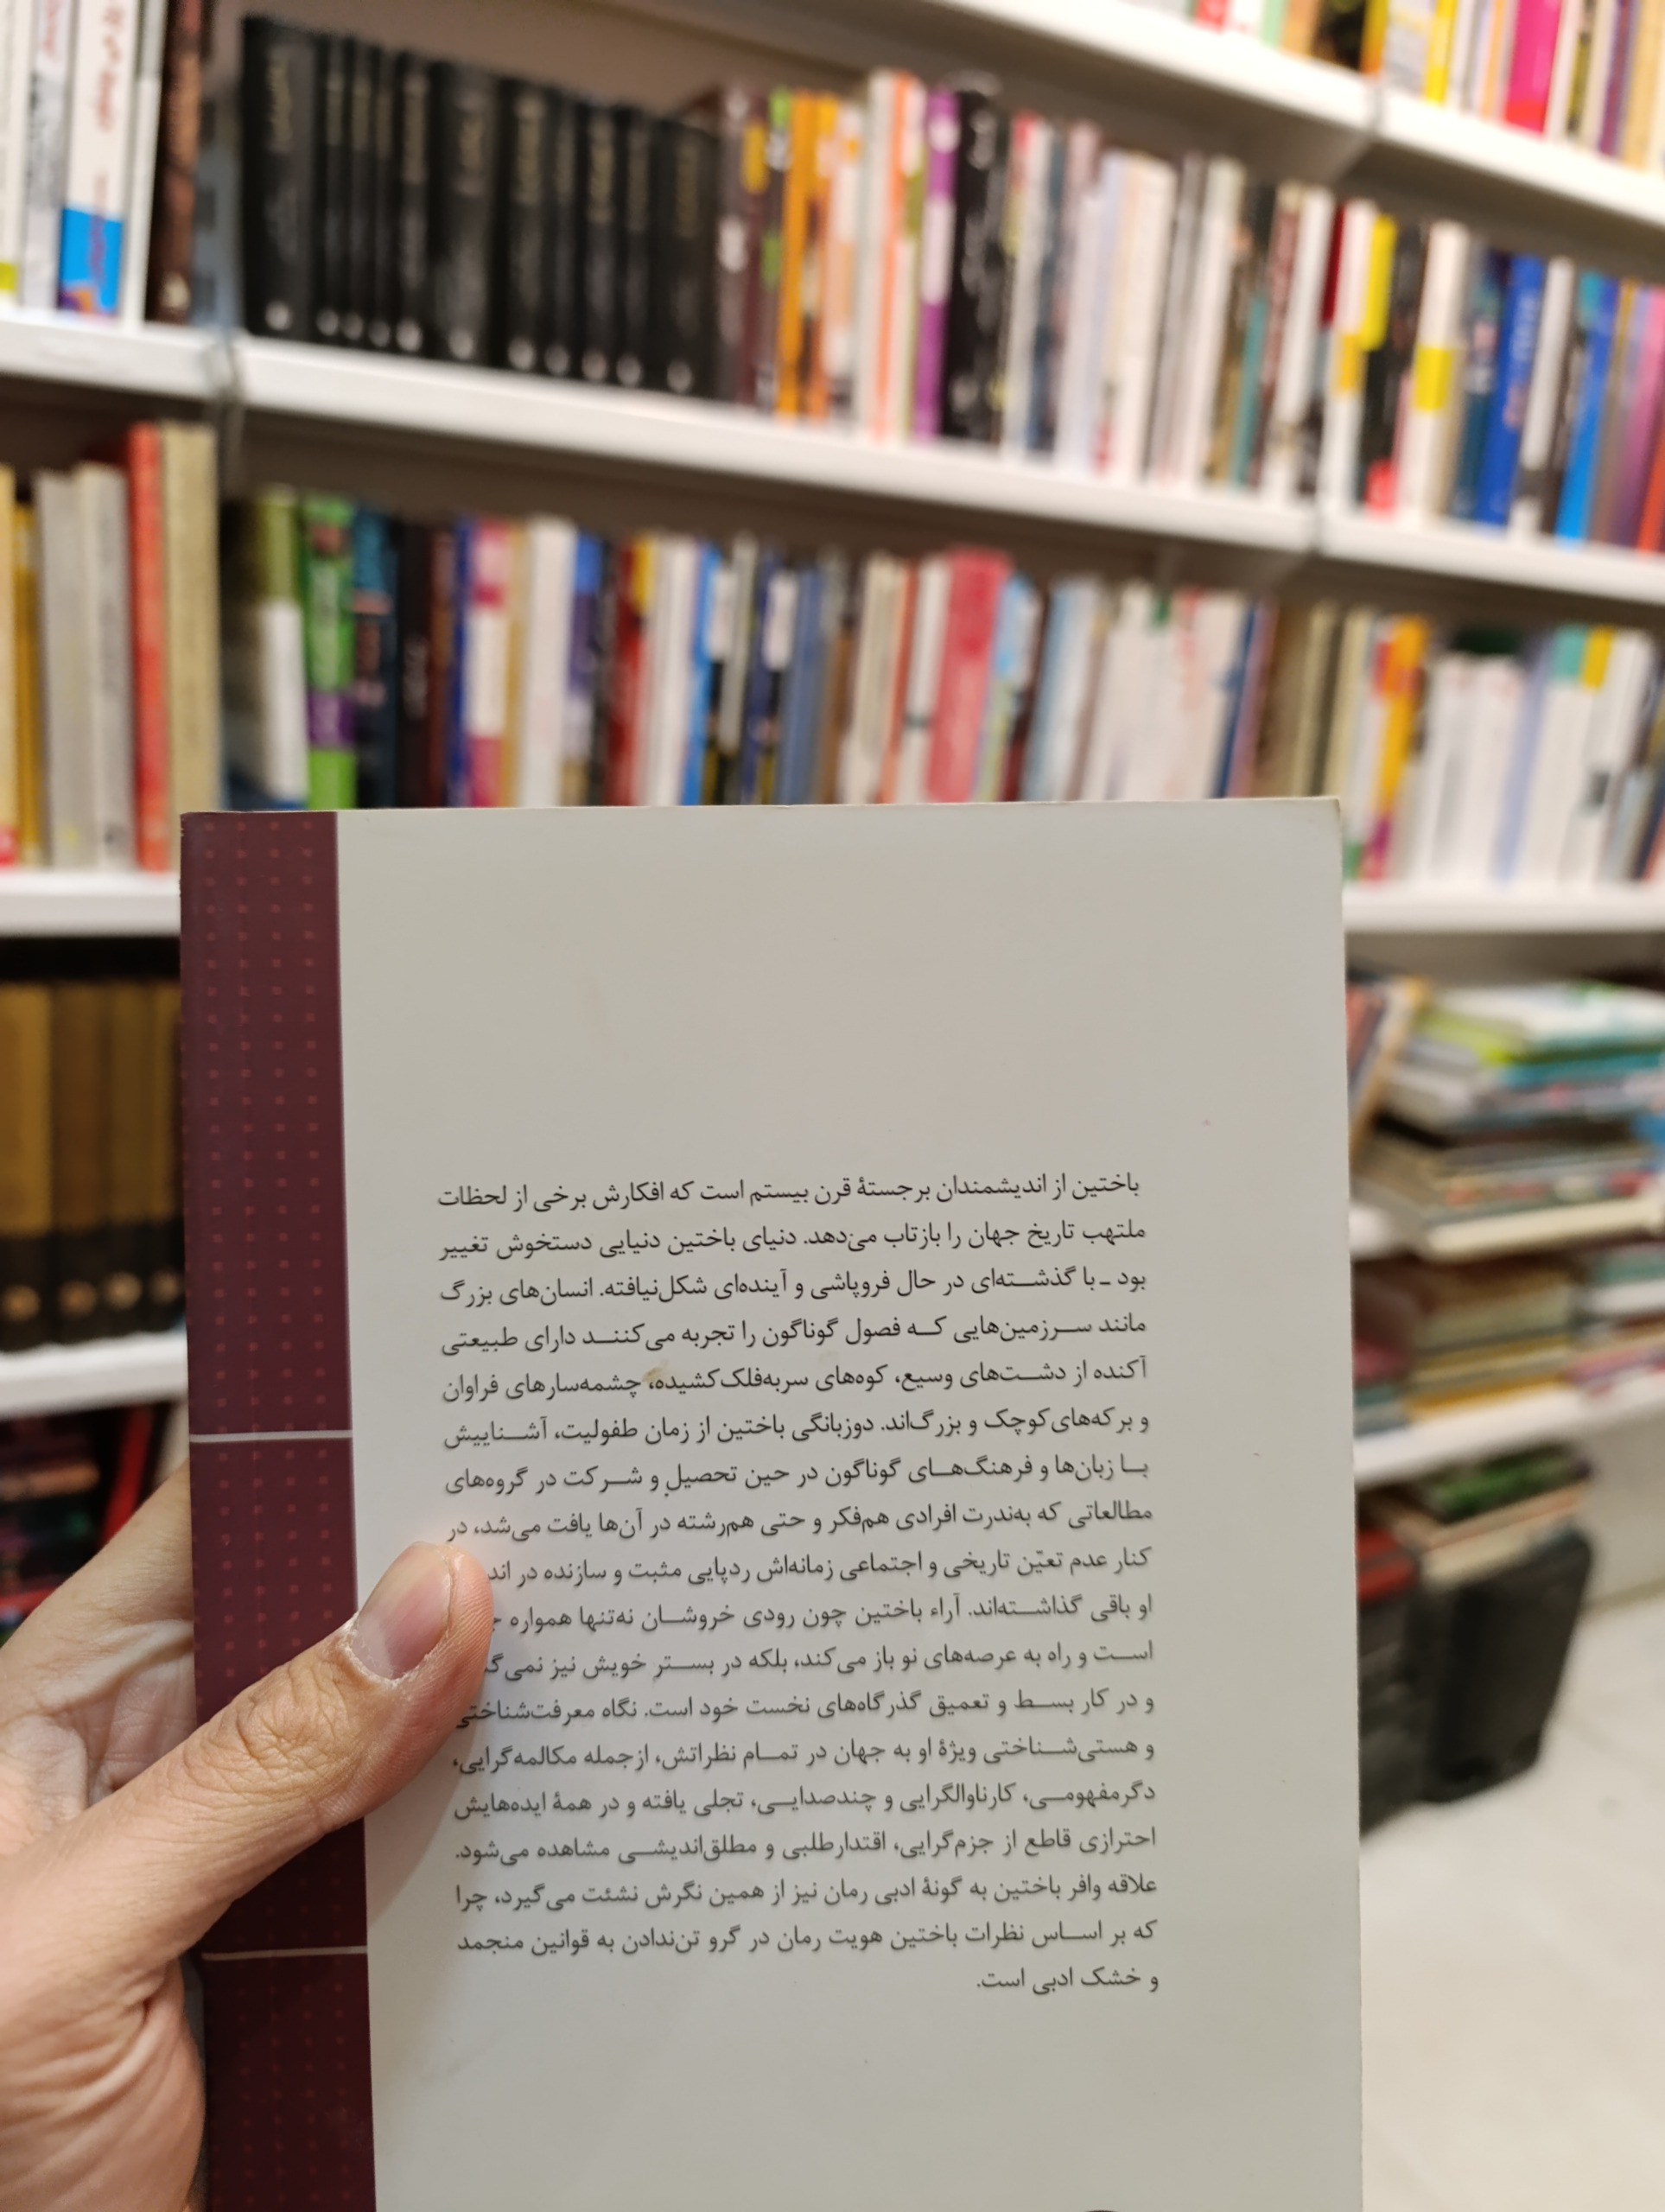 باختین از اندیشمندان برجستهٔ قرن بیستم است که افکارش برخی از لحظات
ملتهب تاریخ جهان را بازتاب می‌دهد. دنیای باختین دنیایی دستخوش تغییر
بود ـ با گذشته‌ای در حال فروپاشی و آینده‌ای شکل‌نیافته. انسان‌های بزرگ
مانند سرزمین‌هایی که فصول گوناگون را تجربه می‌کنند دارای طبیعتی
آکنده از دشت‌های وسیع، کوه‌های سربه‌فلک‌کشیده، چشمه‌سارهای فراوان
و برکه‌های کوچک و بزرگ‌اند. دوزبانگی باختین از زمان طفولیت، آشناییش
با زبان‌ها و فرهنگ‌های گوناگون در حین تحصیل و شرکت در گروه‌های
مطالعاتی که به‌ندرت افرادی هم‌فکر و حتی هم‌رشته در آن‌ها یافت می‌شد، در
کنار عدم تعیّن تاریخی و اجتماعی زمانه‌اش ردپایی مثبت و سازنده در
او باقی گذاشته‌اند. آراء باختین چون رودی خروشان نه‌تنها همواره
است و راه به عرصه‌های نو باز می‌کند، بلکه در بستر خویش نیز
و در کار بسط و تعمیق گذرگاه‌های نخست خود است. نگاه معرفت‌شناختی
و هستی‌شناختی ویژهٔ او به جهان در تمام نظراتش، ازجمله مکالمه‌گرایی،
دگرمفهومی، کارناوالگرایی و چندصدایی، تجلی یافته و در همهٔ ایده‌هایش
احترازی قاطع از جزم‌گرایی، اقتدارطلبی و مطلق‌اندیشی مشاهده می‌شود.
علاقه وافر باختین به گونهٔ ادبی رمان نیز از همین نگرش نشئت می‌گیرد، چرا
که بر اساس نظرات باختین هویت رمان در گرو تن‌ندادن به قوانین منجمد
و خشک ادبی است.